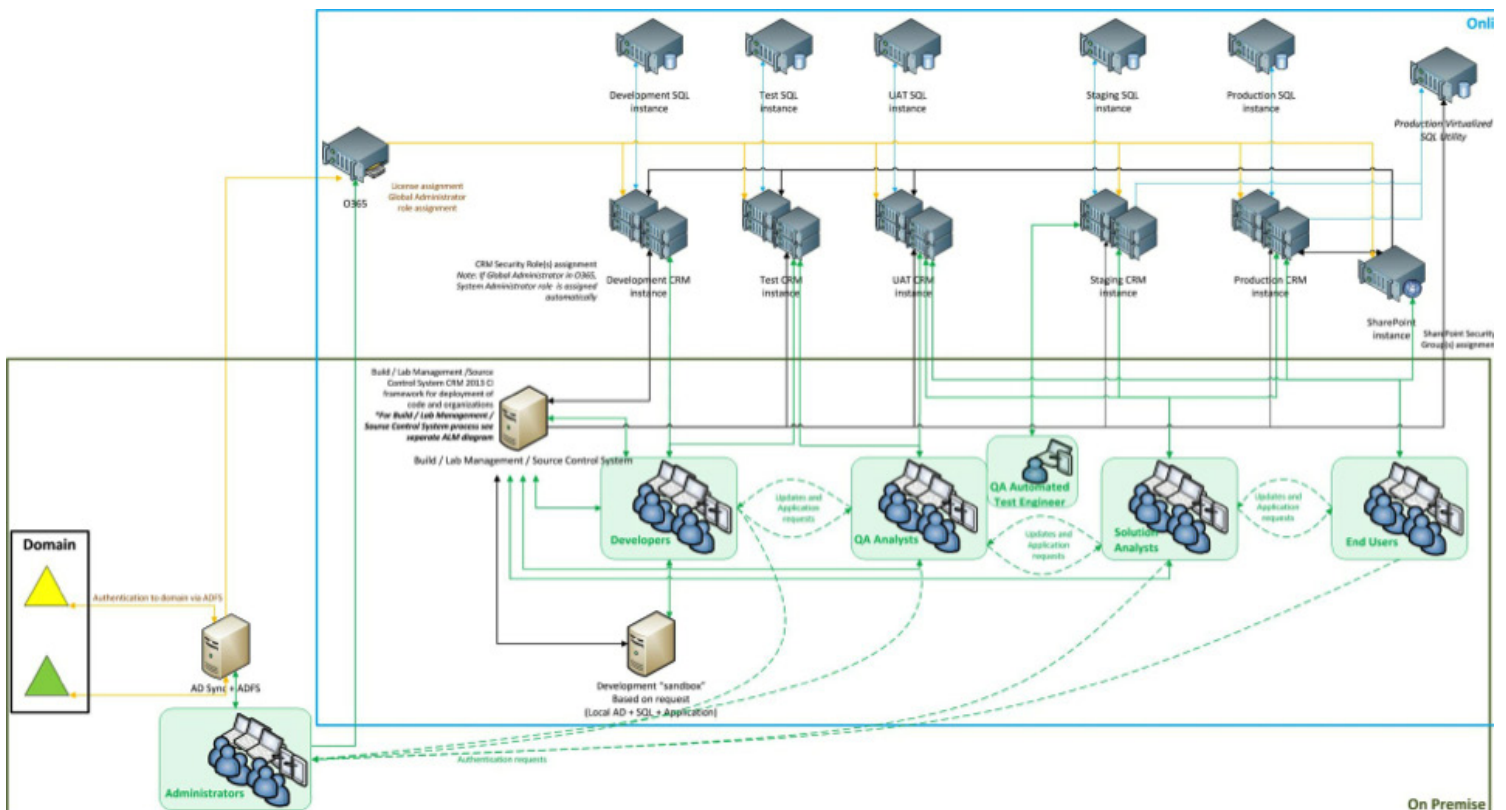 Onli
Development SQL
instance
Test SQL
instance
UAT SQL
instance
Staging SQL
instance
Production SQL
instance
Production Virtualized
SQL Utility
O365
License assignment
Global Administrator
role assignment
CRM Security Role(s) assignment
Note: If Global Administrator in O365,
System Administrator role is assigned
automatically
Development CRM
instance
Test CRM
instance
UAT CRM
instance
Staging CRM
instance
Production CRM
instance
SharePoint
instance
SharePoint Security
Group(s) assignmen
Build / Lab Management /Source
Control System CRM 2013 CI
framework for deployment of
code and organizations
*For Build / Lab Management /
Source Control System process see
separate ALM diagram
Build / Lab Management / Source Control System
Developers
Updates and
Application
requests
QA Analysts
QA Automated
Test Engineer
Updates and
Application
requests
Solution
Analysts
Updates and
Application
requests
End Users
Domain
Authentication to domain via ADFS
AD Sync + ADFS
Development "sandbox"
Based on request
(Local AD + SQL + Application)
Authentication requests
Administrators
On Premise